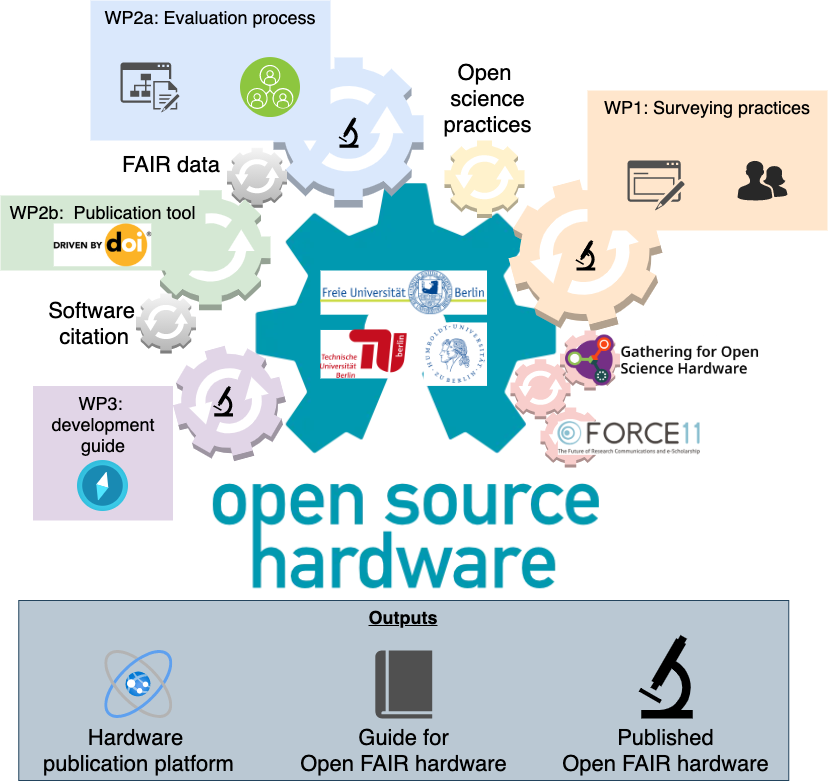 WP2a: Evaluation process
Open
science
practices
WP1: Surveying practices
FAIR data
WP2b: Publication tool
DRIVEN BY doi®
Software
citation
Freie Universität Berlin
Technische
Universität
Berlin
berlin
HUMBOLDT-UNIVERSITÄT ZU BERLIN
Gathering for Open
Science Hardware
WP3:
development
guide
FORCE11
The Future of Research Communications and e-Scholarship
open source
hardware
Outputs
Hardware
publication platform
Guide for
Open FAIR hardware
Published
Open FAIR hardware